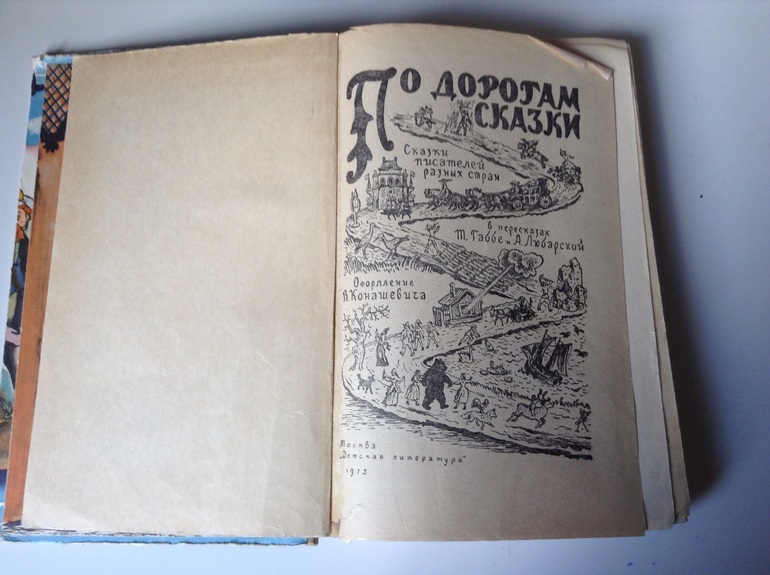 По дорогам
сказки
Сказки
писателей
разных стран
в пересказах
Т. Габбе и А. Любарской
Оформление
В. Конашевича
Москва
„Детская литература"
1973